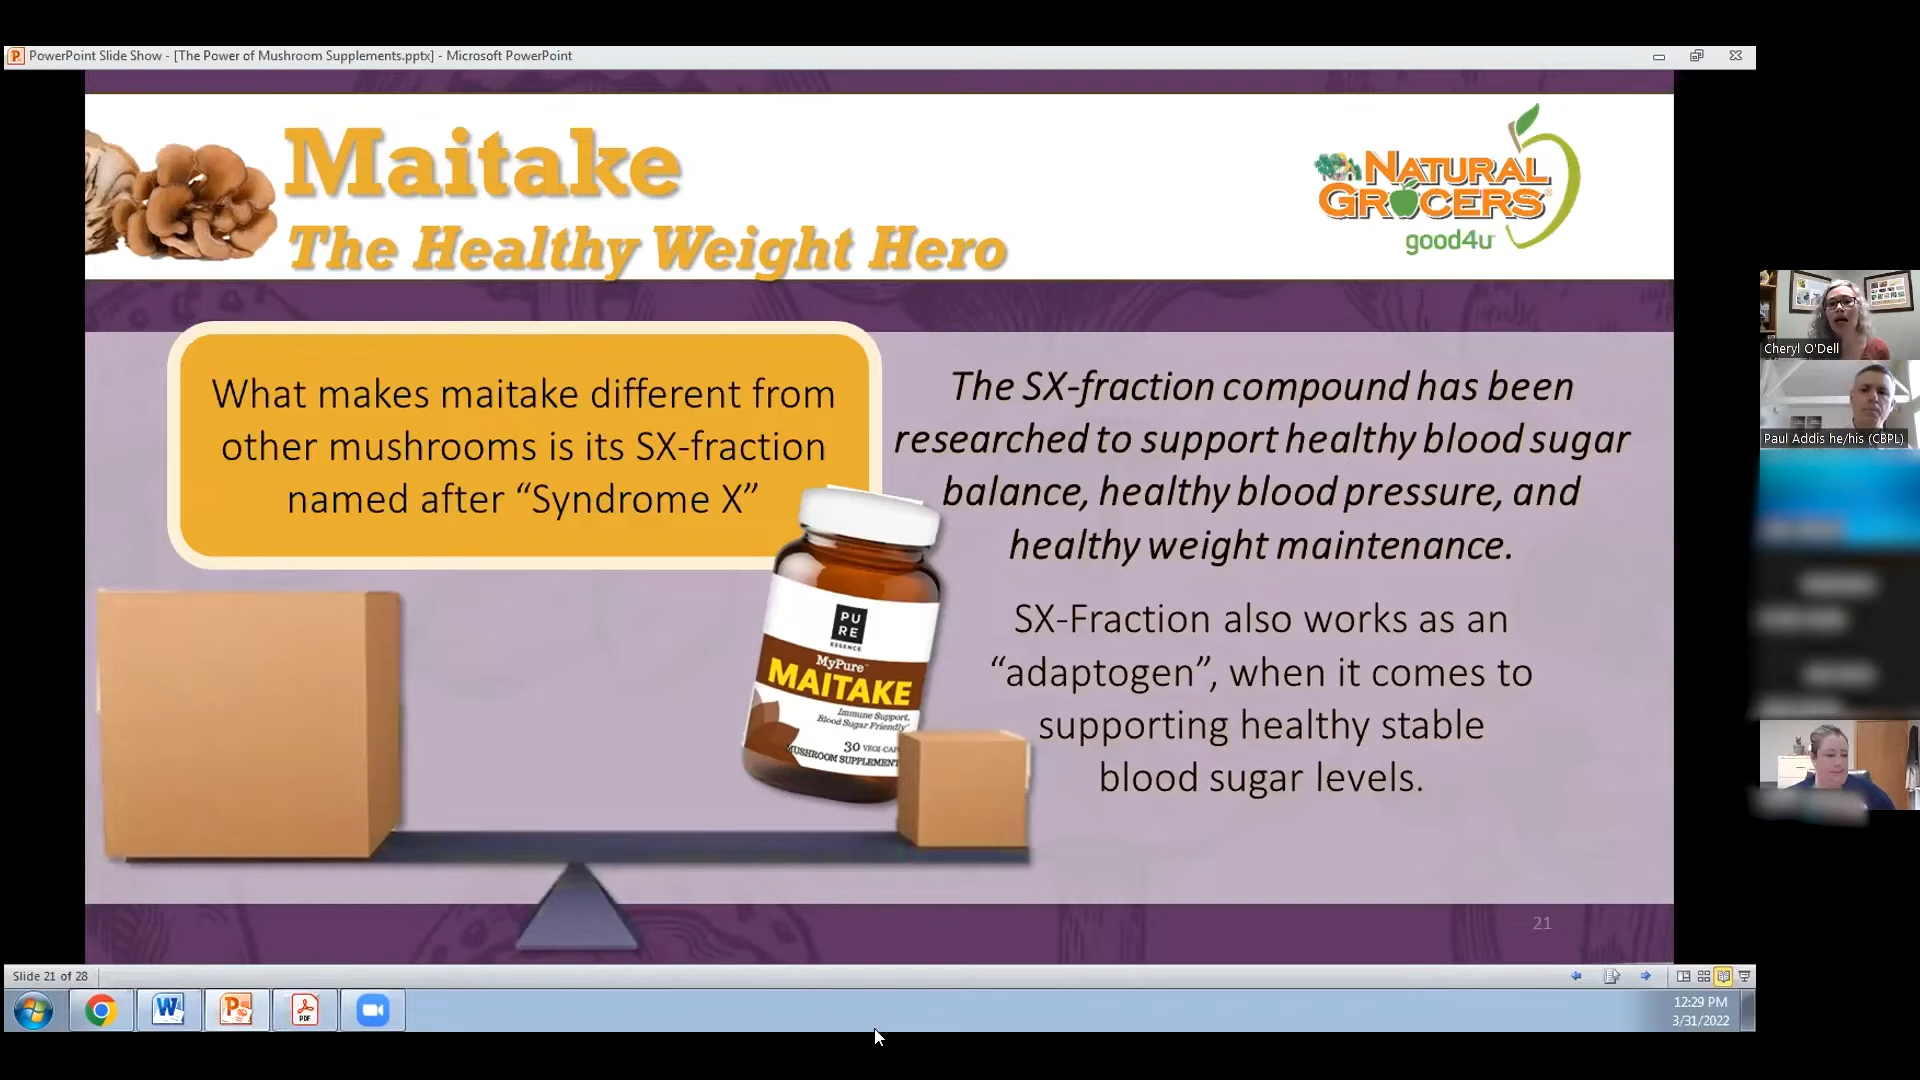 PowerPoint Slide Show - [The Power of Mushroom Supplements.pptx] - Microsoft PowerPoint
Maitake
The Healthy Weight Hero
NATURAL
GROCERS
good4u
What makes maitake different from
other mushrooms is its SX-fraction
named after “Syndrome X”
The SX-fraction compound has been
researched to support healthy blood sugar
balance, healthy blood pressure, and
healthy weight maintenance.
SX-Fraction also works as an
“adaptogen”, when it comes to
supporting healthy stable
blood sugar levels.
PU
RE
ESSENCE
MyPure™
MAITAKE
Immune Support,
Blood Sugar Friendly
30 VEGI-CAP
MUSHROOM SUPPLEMENT
21
Cheryl O'Dell
Paul Addis he/his (CBPL)
Slide 21 of 28
W
P
PDF
12:29 PM
3/31/2022